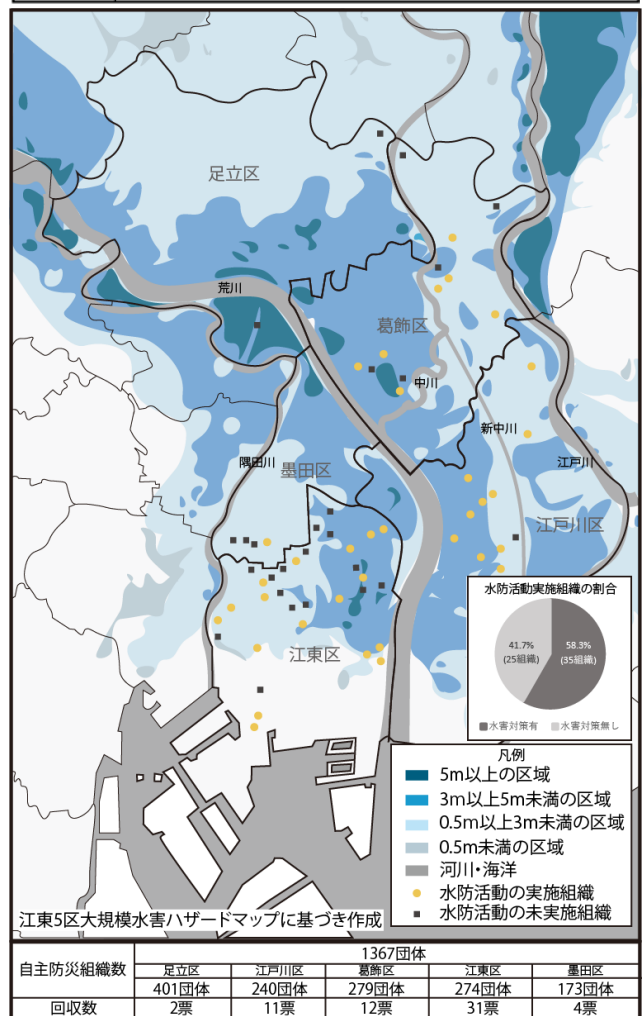 足立区
荒川
葛飾区
中川
新中川
隅田川
墨田区
江戸川
江戸川区
江東区
水防活動実施組織の割合
41.7%
(25組織)
58.3%
(35組織)
水害対策有 水害対策無し
凡例
5m以上の区域
3m以上5m未満の区域
0.5m以上3m未満の区域
0.5m未満の区域
河川・海洋
水防活動の実施組織
水防活動の未実施組織
江東5区大規模水害ハザードマップに基づき作成
自主防災組織数 1367団体
足立区 江戸川区 葛飾区 江東区 墨田区
401団体 240団体 279団体 274団体 173団体
回収数 2票 11票 12票 31票 4票